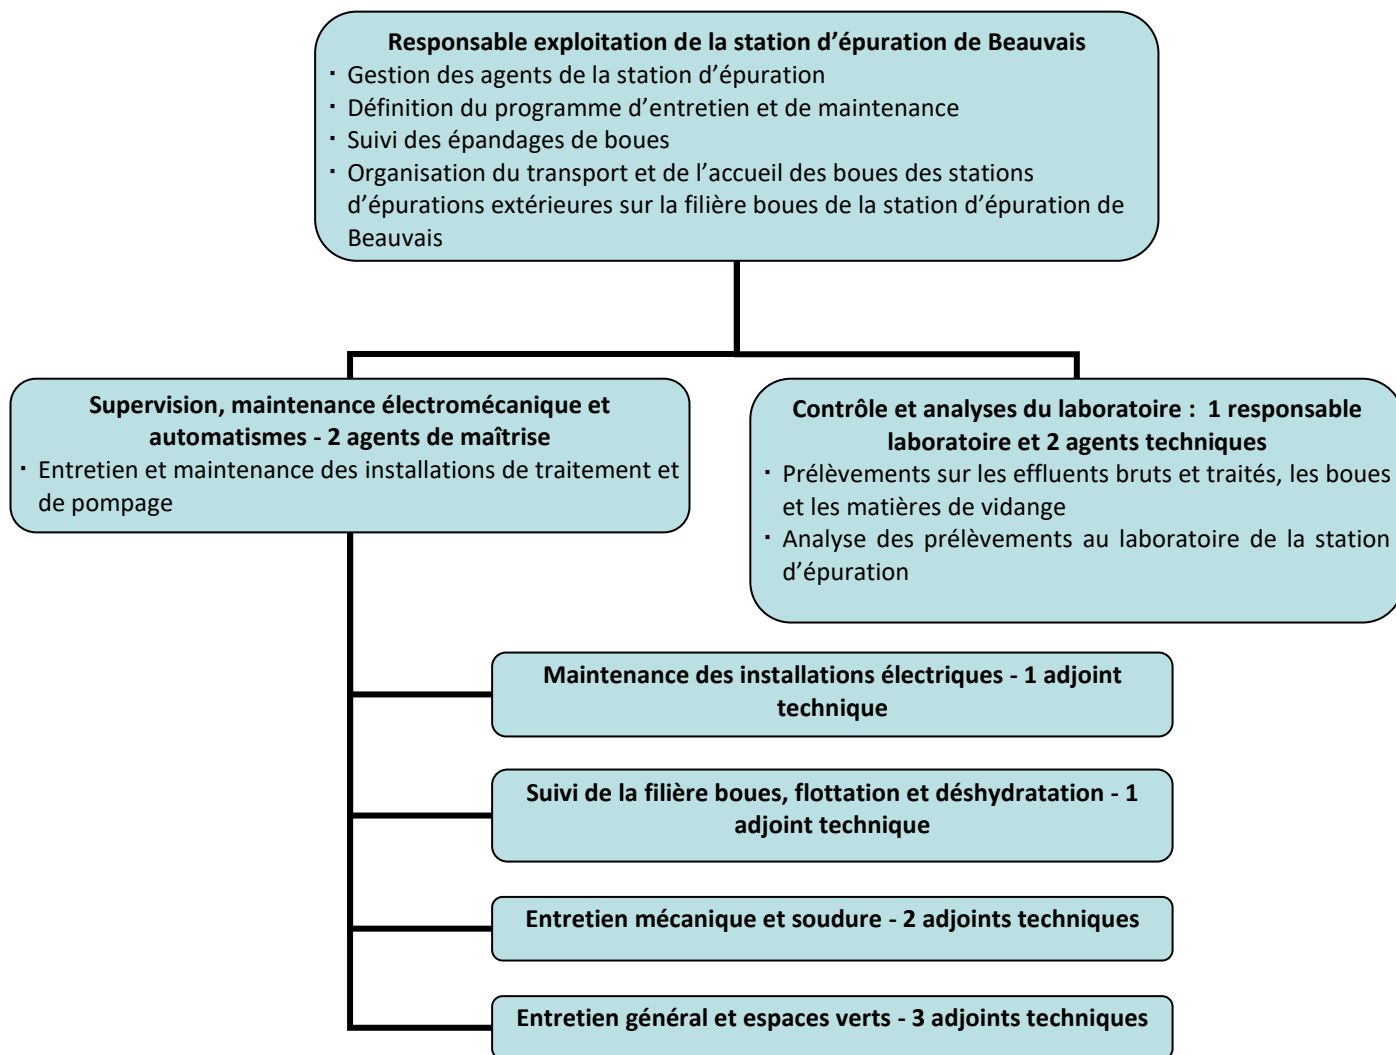 Responsable exploitation de la station d’épuration de Beauvais
· Gestion des agents de la station d’épuration
· Définition du programme d’entretien et de maintenance
· Suivi des épandages de boues
· Organisation du transport et de l’accueil des boues des stations
d’épurations extérieures sur la filière boues de la station d’épuration de
Beauvais
Supervision, maintenance électromécanique et
automatismes - 2 agents de maîtrise
· Entretien et maintenance des installations de traitement et
de pompage
Contrôle et analyses du laboratoire : 1 responsable
laboratoire et 2 agents techniques
· Prélèvements sur les effluents bruts et traités, les boues
et les matières de vidange
· Analyse des prélèvements au laboratoire de la station
d’épuration
Maintenance des installations électriques - 1 adjoint
technique
Suivi de la filière boues, flottation et déshydratation - 1
adjoint technique
Entretien mécanique et soudure - 2 adjoints techniques
Entretien général et espaces verts - 3 adjoints techniques